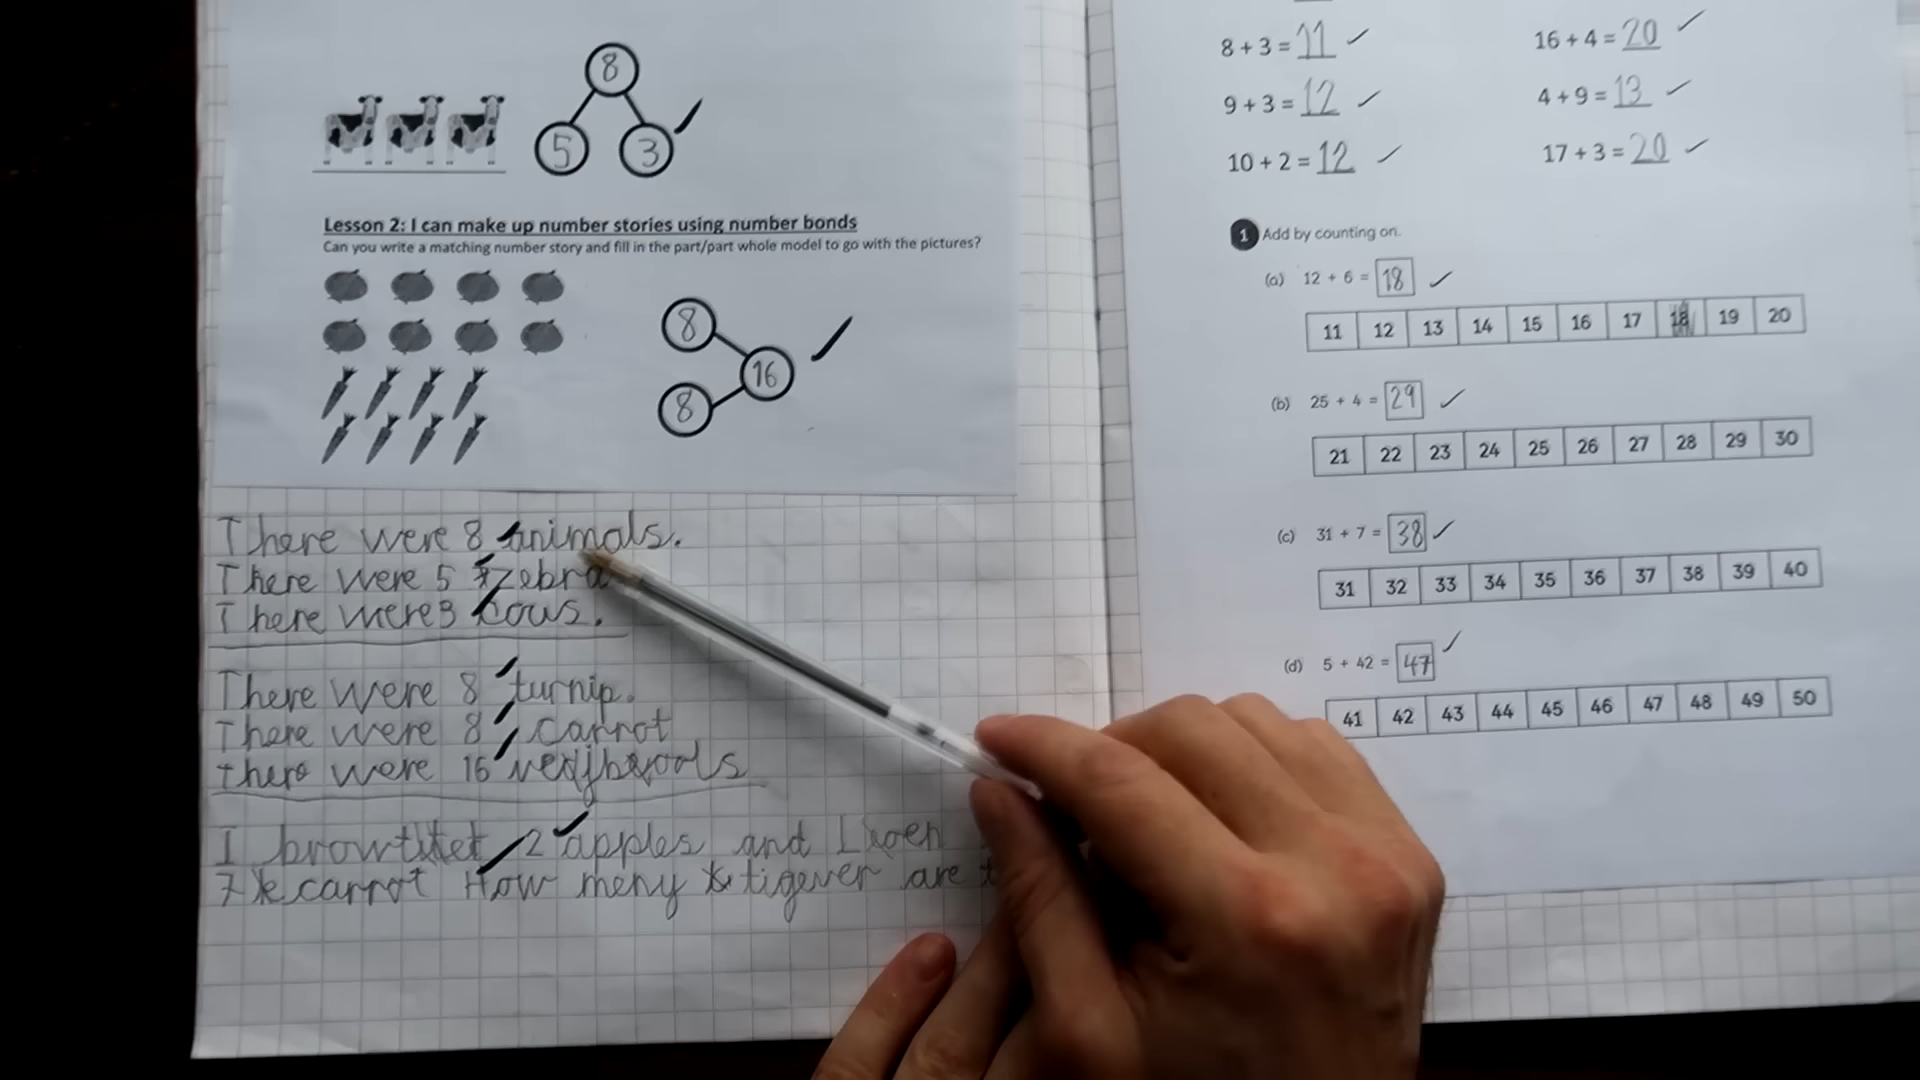 8
5 3
Lesson 2: I can make up number stories using number bonds
Can you write a matching number story and fill in the part/part whole model to go with the pictures?
8
16
8
There were 8 animals.
There were 5 zebra
There were 3 cows.
There were 8 turnip.
There were 8 carrot
there were 16
I 2 apples and I
7 carrot How meny tigever are
8 + 3 = 11
9 + 3 = 12
10 + 2 = 12
16 + 4 = 20
4 + 9 = 13
17 + 3 = 20
1 Add by counting on.
(a) 12 + 6 = 18
11 12 13 14 15 16 17 18 19 20
(b) 25 + 4 = 29
21 22 23 24 25 26 27 28 29 30
(c) 31 + 7 = 38
31 32 33 34 35 36 37 38 39 40
(d) 5 + 42 = 47
41 42 43 44 45 46 47 48 49 50